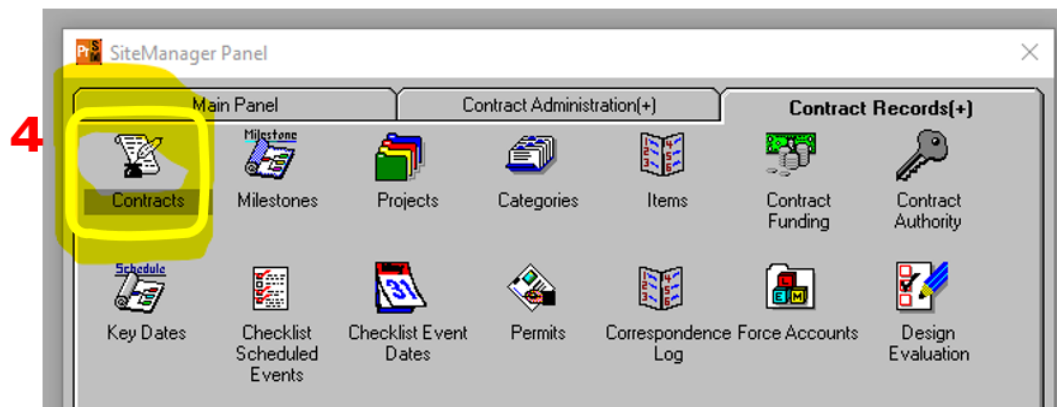 SiteManager Panel
Main Panel
Contract Administration(+)
Contract Records(+)
4
Milestone
Contracts
Milestones
Projects
Categories
Items
Contract
Funding
Contract
Authority
Schedule
31
L
E M
Key Dates
Checklist
Scheduled
Events
Checklist Event
Dates
Permits
Correspondence
Log
Force Accounts
Design
Evaluation